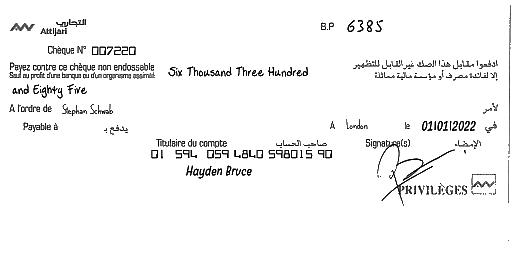 التجاري
Attijari
B.P 6385
Chèque N° 007220
Payez contre ce chèque non endossable
Sauf au profit d'une banque ou d'un organisme assimilé
Six Thousand Three Hundred
ادفعوا مقابل هذا الصك غير القابل للتظهير
إلا لفائدة مصرف أو مؤسسة مالية مماثلة
and Eighty Five
A l'ordre de Stephan Schwab
لأمر
Payable à
يدفع بـ
A London le 01/01/2022 في
Titulaire du compte صاحب الحساب
Signature(s) الإمضاء
01 594 059 4840 598015 90
Hayden Bruce
PRIVILÈGES